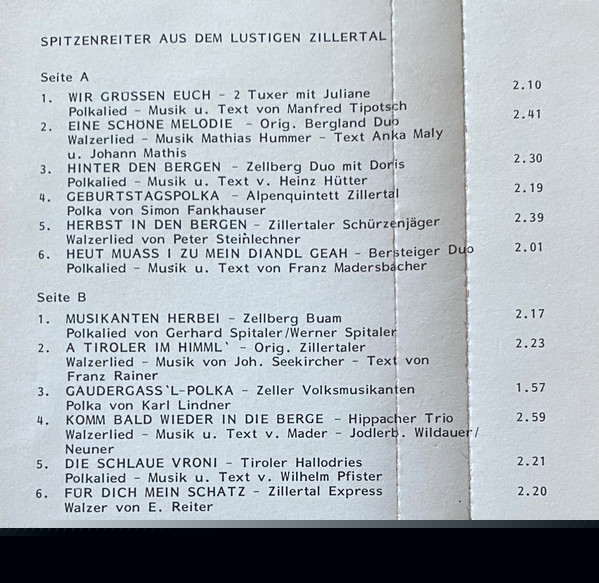 SPITZENREITER AUS DEM LUSTIGEN ZILLERTAL
Seite A
1. WIR GRÜSSEN EUCH - 2 Tuxer mit Juliane 2.10
Polkalied - Musik u. Text von Manfred Tipotsch
2. EINE SCHÖNE MELODIE - Orig. Bergland Duo 2.41
Walzerlied - Musik Mathias Hummer - Text Anka Maly
u. Johann Mathis
3. HINTER DEN BERGEN - Zellberg Duo mit Doris 2.30
Polkalied - Musik u. Text v. Heinz Hütter
4. GEBURTSTAGSPOLKA - Alpenquintett Zillertal 2.19
Polka von Simon Fankhauser
5. HERBST IN DEN BERGEN - Zillertaler Schürzenjäger 2.39
Walzerlied von Peter Steinlechner
6. HEUT MUASS I ZU MEIN DIANDL GEAH - Bersteiger Duo 2.01
Polkalied - Musik u. Text von Franz Madersbacher
Seite B
1. MUSIKANTEN HERBEI - Zellberg Buam 2.17
Polkalied von Gerhard Spitaler/Werner Spitaler
2. A TIROLER IM HIMML` - Orig. Zillertaler 2.23
Walzerlied - Musik von Joh. Seekircher - Text von
Franz Rainer
3. GAUDERGASS`L-POLKA - Zeller Volksmusikanten 1.57
Polka von Karl Lindner
4. KOMM BALD WIEDER IN DIE BERGE - Hippacher Trio 2.59
Walzerlied - Musik u. Text v. Mader - Jodlerb. Wildauer/
Neuner
5. DIE SCHLAUE VRONI - Tiroler Hallodries 2.21
Polkalied - Musik u. Text v. Wilhelm Pfister
6. FÜR DICH MEIN SCHATZ - Zillertal Express 2.20
Walzer von E. Reiter